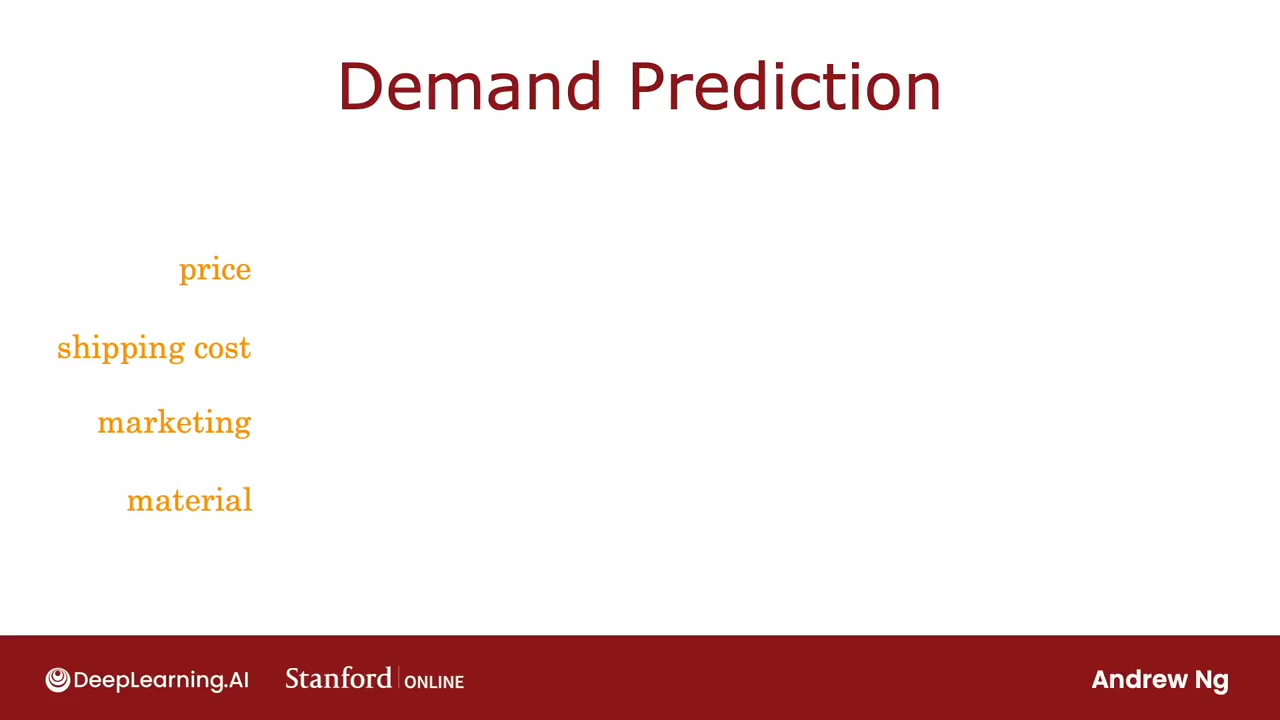 Demand Prediction
price
shipping cost
marketing
material
DeepLearning.AI Stanford ONLINE Andrew Ng